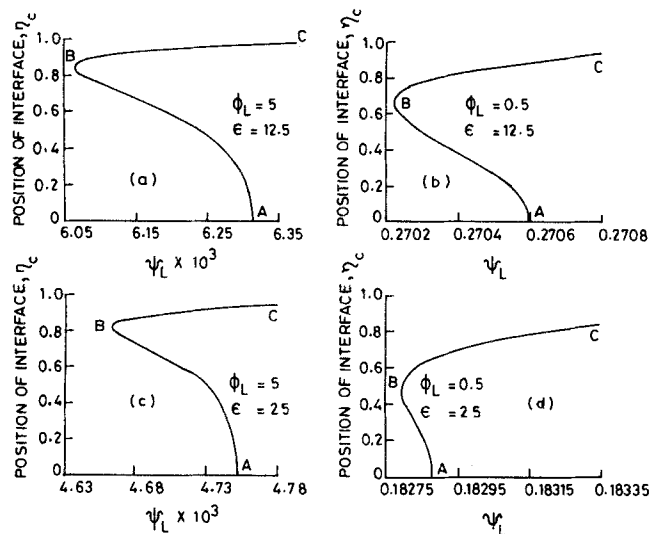 POSITION OF INTERFACE, ηc
1.0
0.8
0.6
0.4
0.2
0
B
C
A
ϕL = 5
ϵ = 12.5
(a)
6.05
6.15
6.25
6.35
ψL × 10³
POSITION OF INTERFACE, ηc
1.0
0.8
0.6
0.4
0.2
0
B
C
A
ϕL = 0.5
ϵ = 12.5
(b)
0.2702
0.2704
0.2706
0.2708
ψL
POSITION OF INTERFACE, ηc
1.0
0.8
0.6
0.4
0.2
0
B
C
A
ϕL = 5
ϵ = 25
(c)
4.63
4.68
4.73
4.78
ψL × 10³
POSITION OF INTERFACE, ηc
1.0
0.8
0.6
0.4
0.2
0
B
C
A
ϕL = 0.5
ϵ = 25
(d)
0.18275
0.18295
0.18315
0.18335
ψL